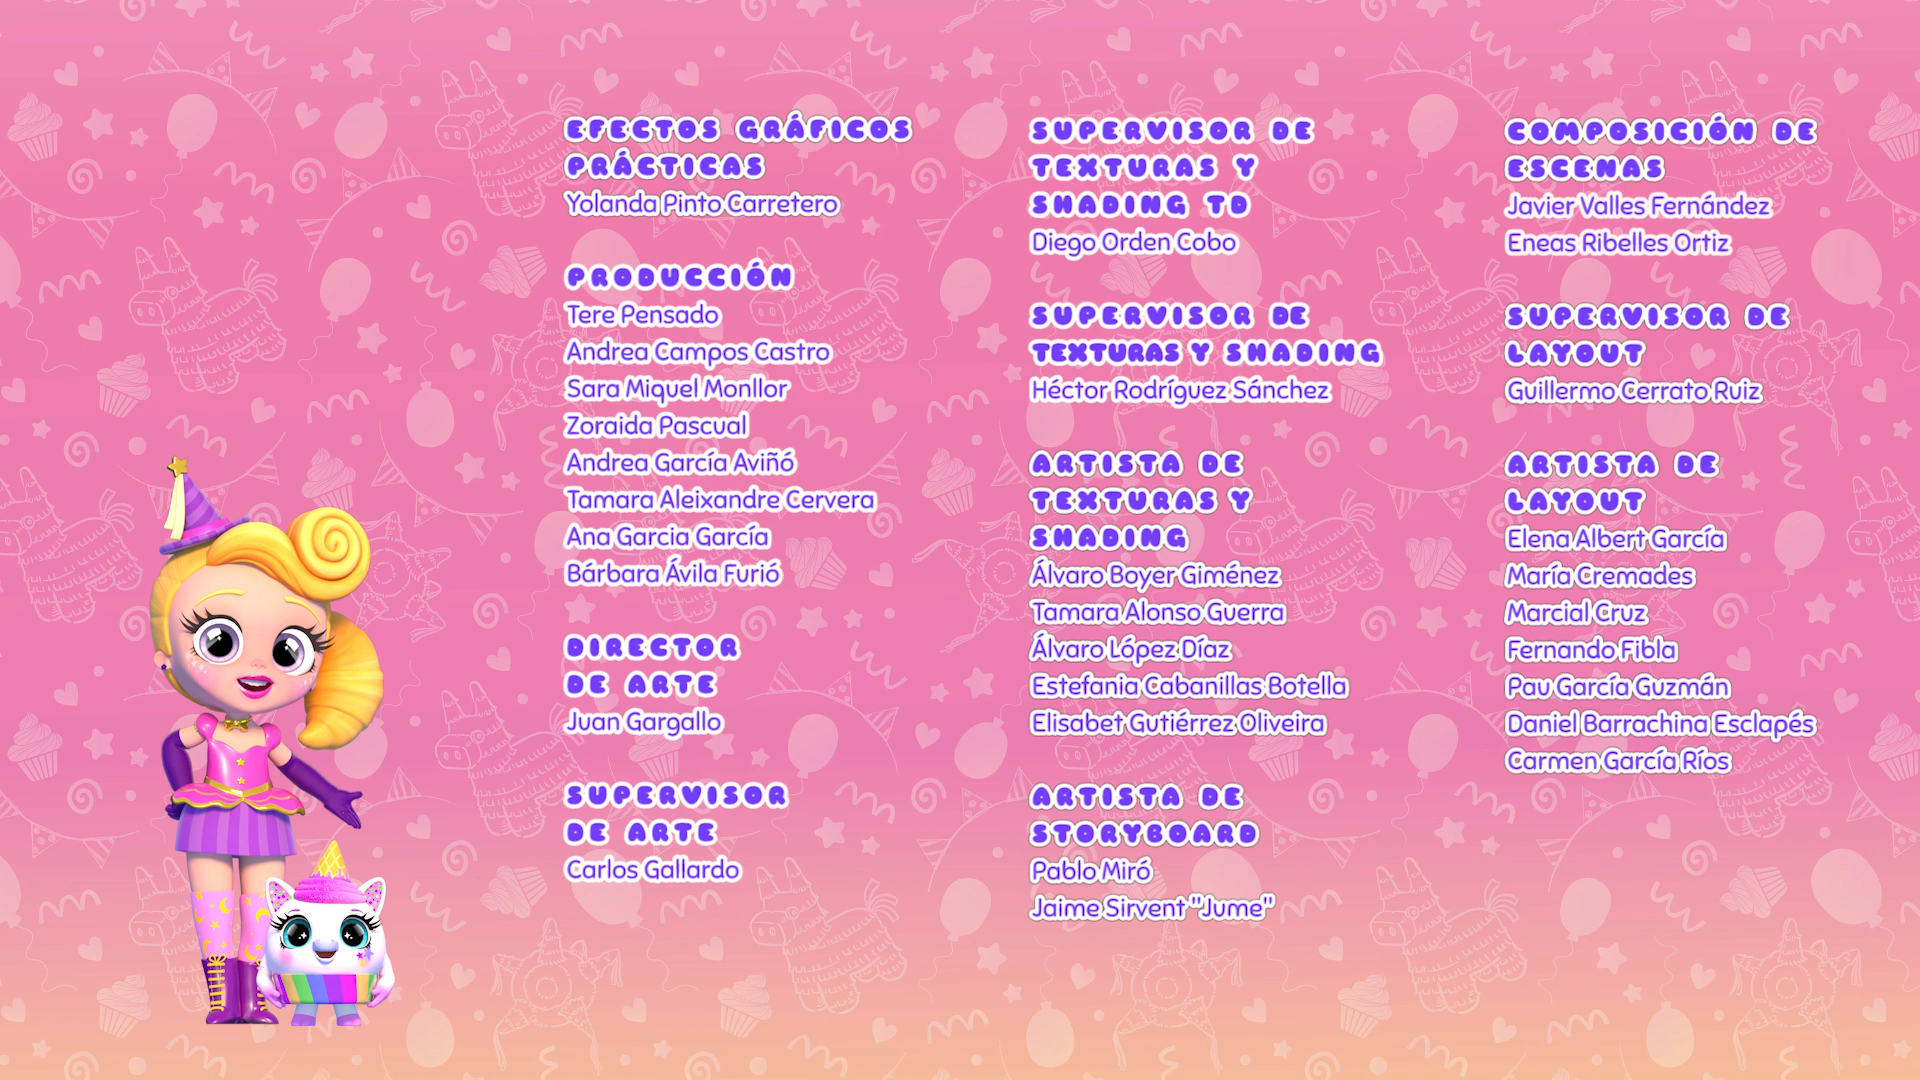 EFECTOS GRÁFICOS
PRÁCTICAS
Yolanda Pinto Carretero
PRODUCCIÓN
Tere Pensado
Andrea Campos Castro
Sara Miquel Monllor
Zoraida Pascual
Andrea García Aviñó
Tamara Aleixandre Cervera
Ana Garcia García
Bárbara Ávila Furió
DIRECTOR
DE ARTE
Juan Gargallo
SUPERVISOR
DE ARTE
Carlos Gallardo
SUPERVISOR DE
TEXTURAS Y
SHADING TD
Diego Orden Cobo
SUPERVISOR DE
TEXTURAS Y SHADING
Héctor Rodríguez Sánchez
ARTISTA DE
TEXTURAS Y
SHADING
Álvaro Boyer Giménez
Tamara Alonso Guerra
Álvaro López Díaz
Estefania Cabanillas Botella
Elisabet Gutiérrez Oliveira
ARTISTA DE
STORYBOARD
Pablo Miró
Jaime Sirvent "Jume"
COMPOSICIÓN DE
ESCENAS
Javier Valles Fernández
Eneas Ribelles Ortiz
SUPERVISOR DE
LAYOUT
Guillermo Cerrato Ruiz
ARTISTA DE
LAYOUT
Elena Albert García
María Cremades
Marcial Cruz
Fernando Fibla
Pau García Guzmán
Daniel Barrachina Esclapés
Carmen García Ríos